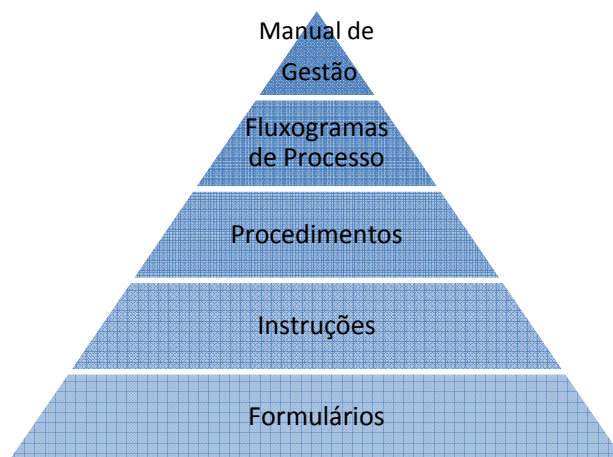 Manual de
Gestão
Fluxogramas
de Processo
Procedimentos
Instruções
Formulários